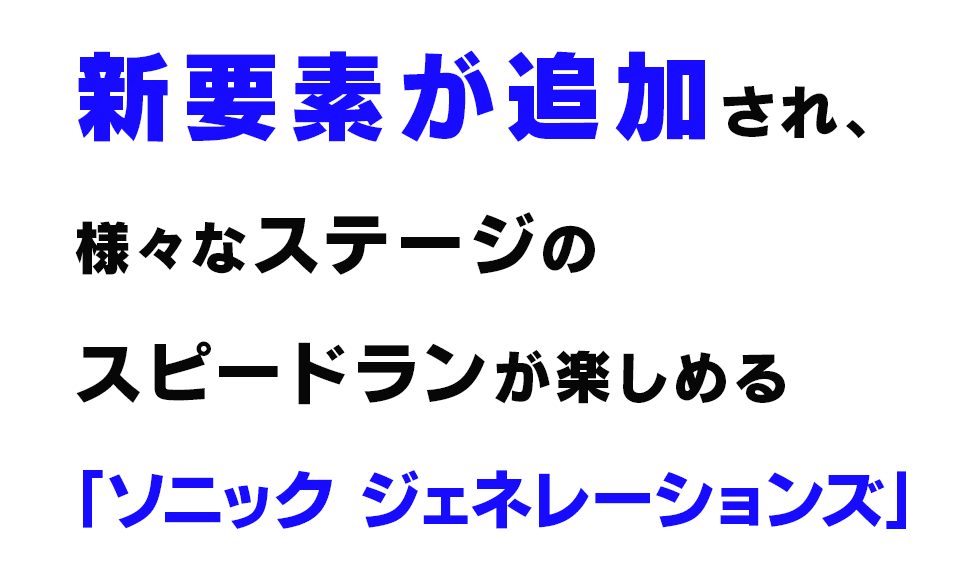 新要素が追加され、
様々なステージの
スピードランが楽しめる
「ソニック ジェネレーションズ」